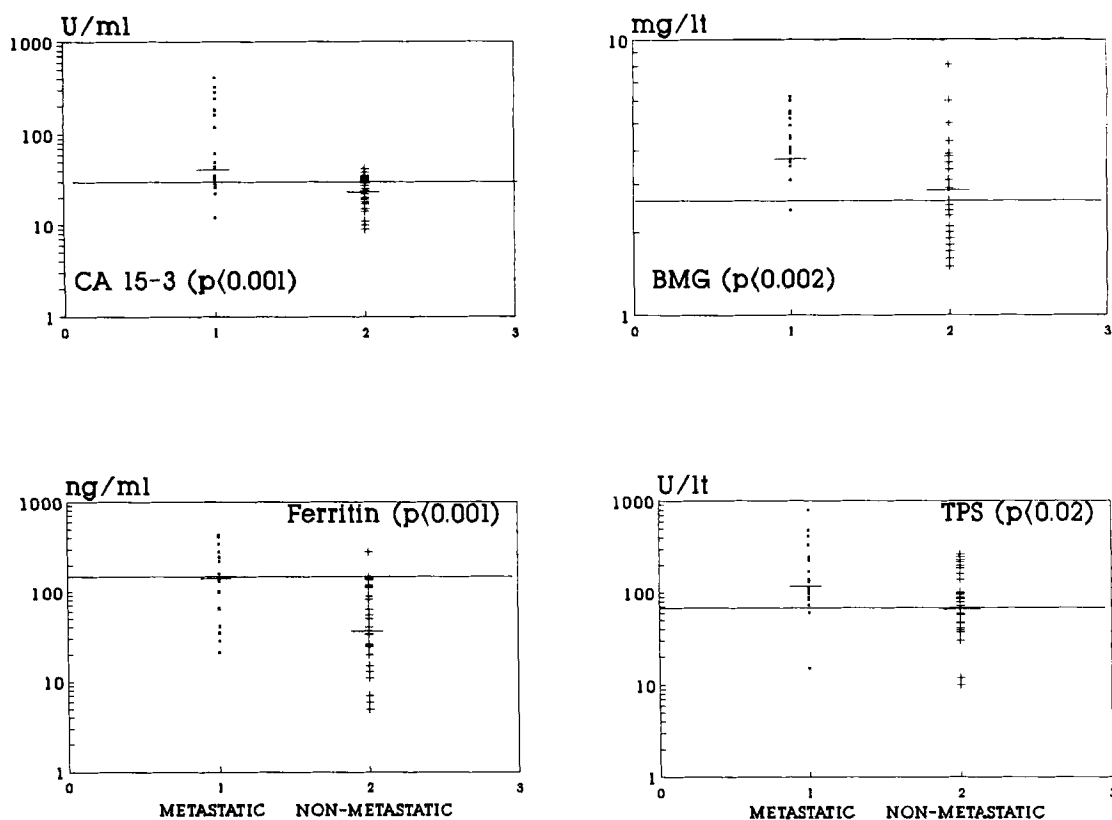 U/ml
1000
100
10
1
CA 15-3 (p<0.001)
0 1 2 3
mg/lt
10
1
BMG (p<0.002)
0 1 2 3
ng/ml
1000
100
10
1
Ferritin (p<0.001)
0 1 2 3
METASTATIC NON-METASTATIC
U/lt
1000
100
10
1
TPS (p<0.02)
0 1 2 3
METASTATIC NON-METASTATIC